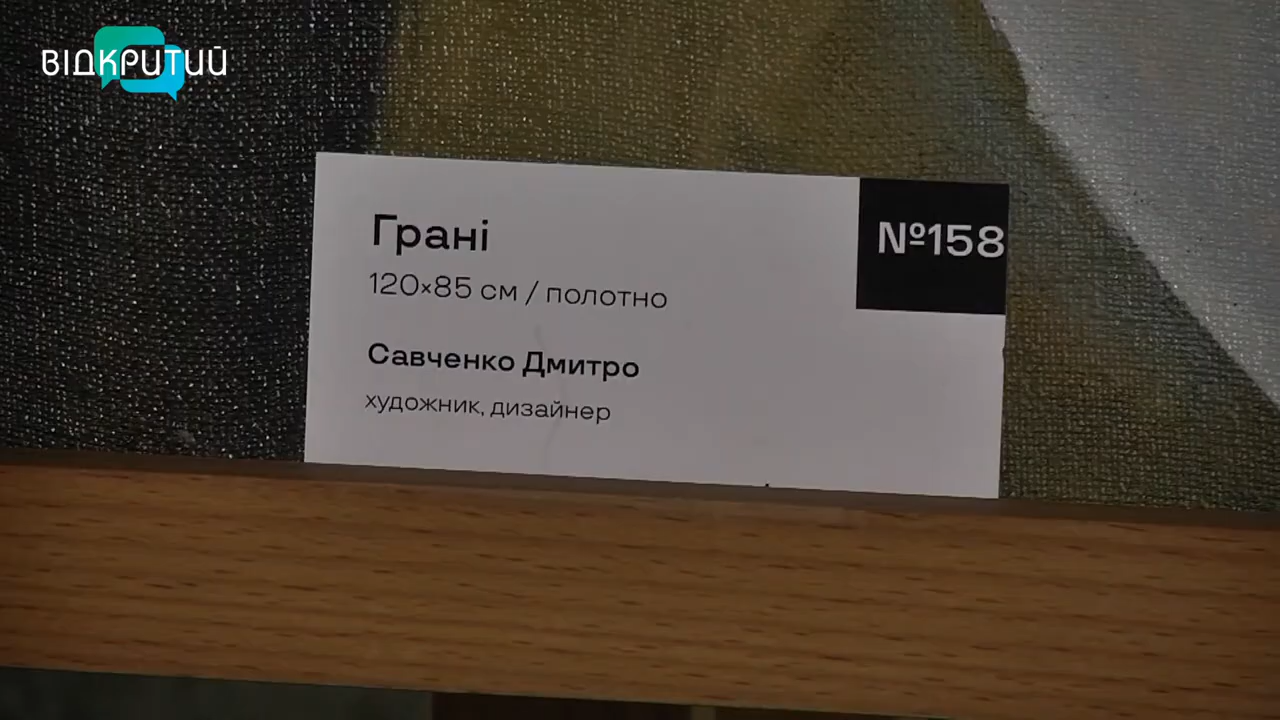 ВІДКРИТИЙ
Грані
№158
120×85 см / полотно
Савченко Дмитро
художник, дизайнер